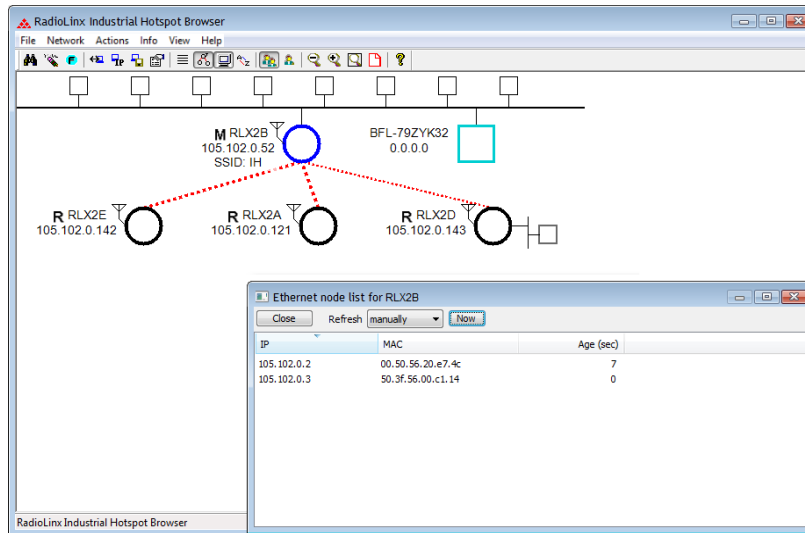 RadioLinx Industrial Hotspot Browser
File Network Actions Info View Help
M RLX2B
105.102.0.52
SSID: IH
BFL-79ZYK32
0.0.0.0
R RLX2E
105.102.0.142
R RLX2A
105.102.0.121
R RLX2D
105.102.0.143
Ethernet node list for RLX2B
Close Refresh manually Now
IP MAC Age (sec)
105.102.0.2 00.50.56.20.e7.4c 7
105.102.0.3 50.3f.56.00.c1.14 0
RadioLinx Industrial Hotspot Browser